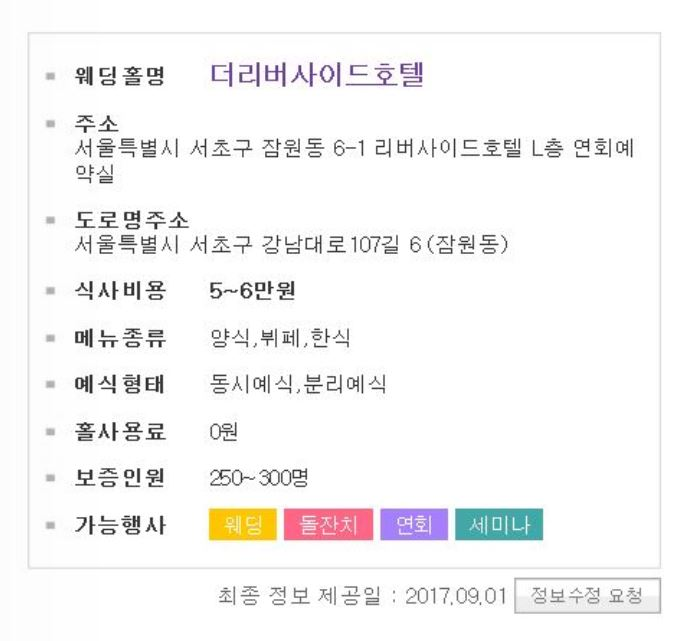 웨딩홀명 더리버사이드호텔
주소
서울특별시 서초구 잠원동 6-1 리버사이드호텔 L층 연회예
약실
도로명주소
서울특별시 서초구 강남대로107길 6 (잠원동)
식사비용 5~6만원
메뉴종류 양식,뷔페,한식
예식형태 동시예식,분리예식
홀사용료 0원
보증인원 250~300명
가능행사 웨딩 돌잔치 연회 세미나
최종 정보 제공일 : 2017.09.01 정보수정 요청